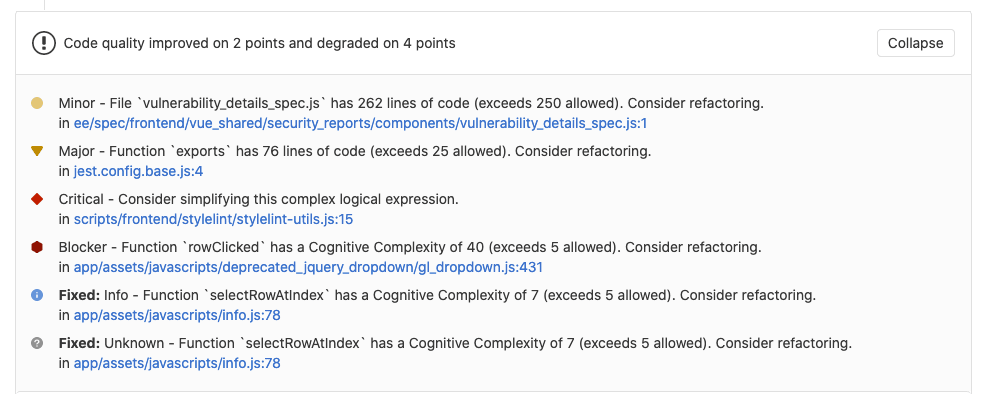 Code quality improved on 2 points and degraded on 4 points
Collapse
Minor - File `vulnerability_details_spec.js` has 262 lines of code (exceeds 250 allowed). Consider refactoring.
in ee/spec/frontend/vue_shared/security_reports/components/vulnerability_details_spec.js:1
Major - Function `exports` has 76 lines of code (exceeds 25 allowed). Consider refactoring.
in jest.config.base.js:4
Critical - Consider simplifying this complex logical expression.
in scripts/frontend/stylelint/stylelint-utils.js:15
Blocker - Function `rowClicked` has a Cognitive Complexity of 40 (exceeds 5 allowed). Consider refactoring.
in app/assets/javascripts/deprecated_jquery_dropdown/gl_dropdown.js:431
Fixed: Info - Function `selectRowAtIndex` has a Cognitive Complexity of 7 (exceeds 5 allowed). Consider refactoring.
in app/assets/javascripts/info.js:78
Fixed: Unknown - Function `selectRowAtIndex` has a Cognitive Complexity of 7 (exceeds 5 allowed). Consider refactoring.
in app/assets/javascripts/info.js:78